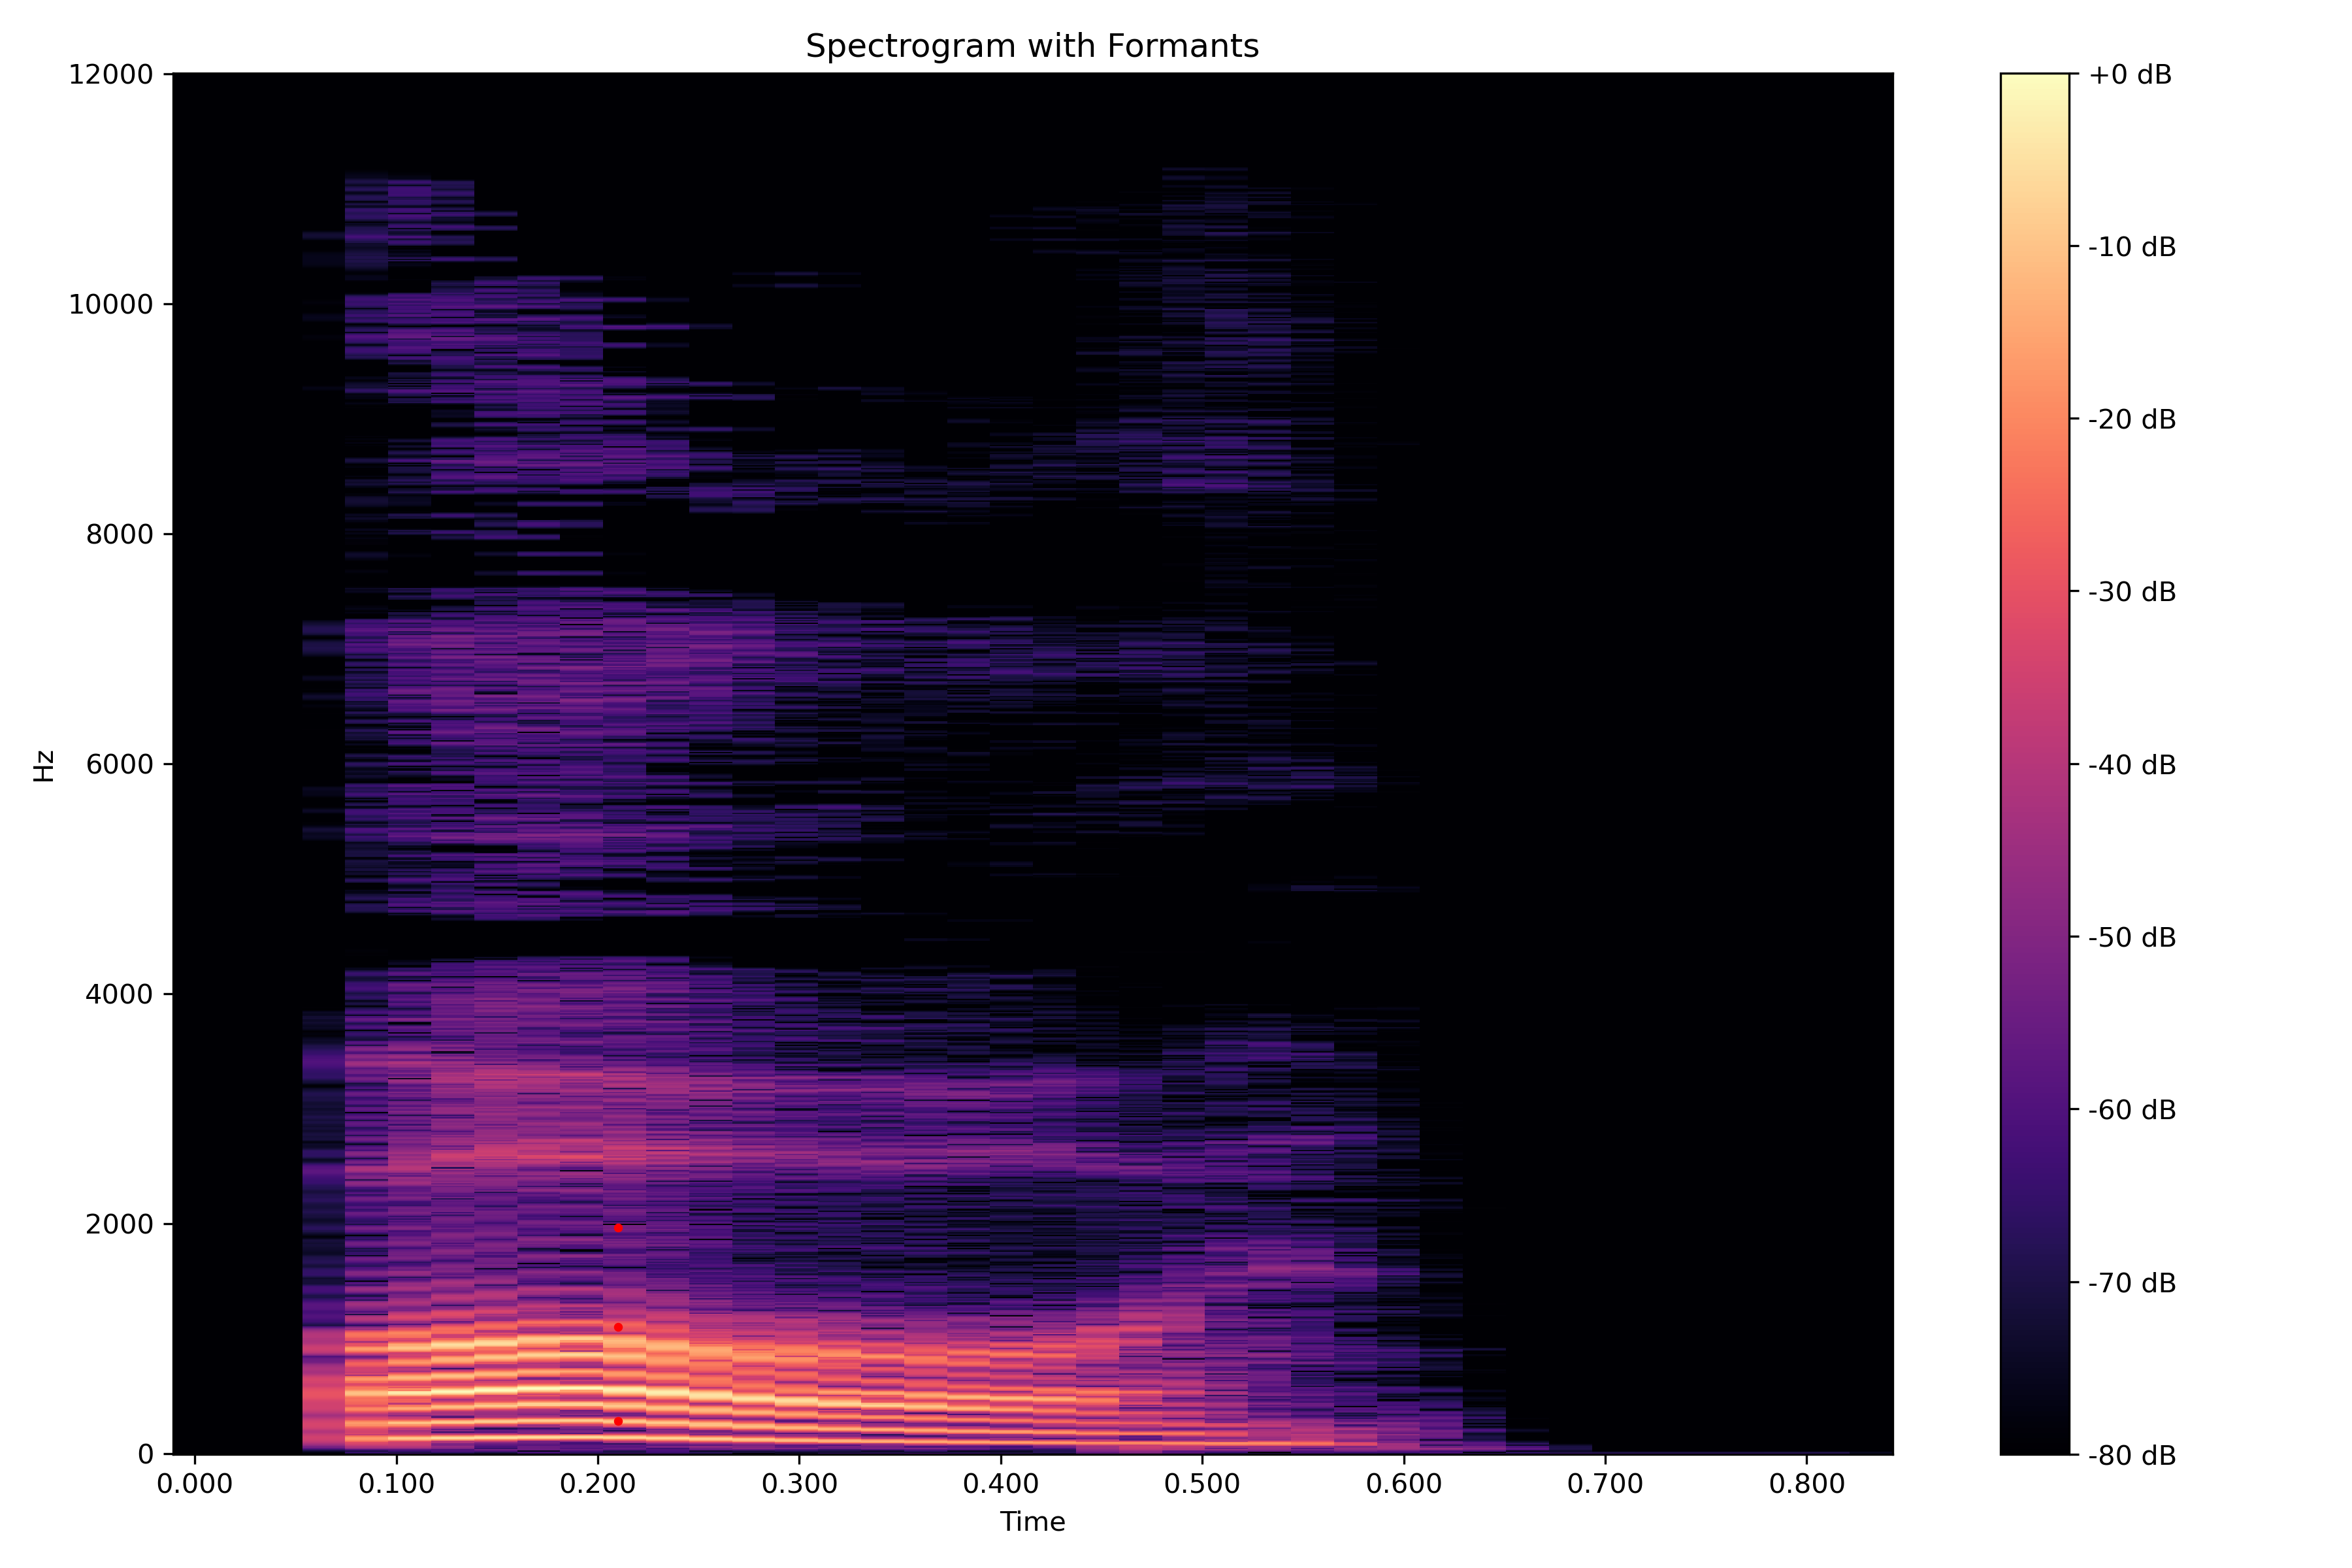 Spectrogram with Formants
12000
10000
8000
6000
4000
2000
0
Hz
0.000 0.100 0.200 0.300 0.400 0.500 0.600 0.700 0.800
Time
+0 dB
-10 dB
-20 dB
-30 dB
-40 dB
-50 dB
-60 dB
-70 dB
-80 dB